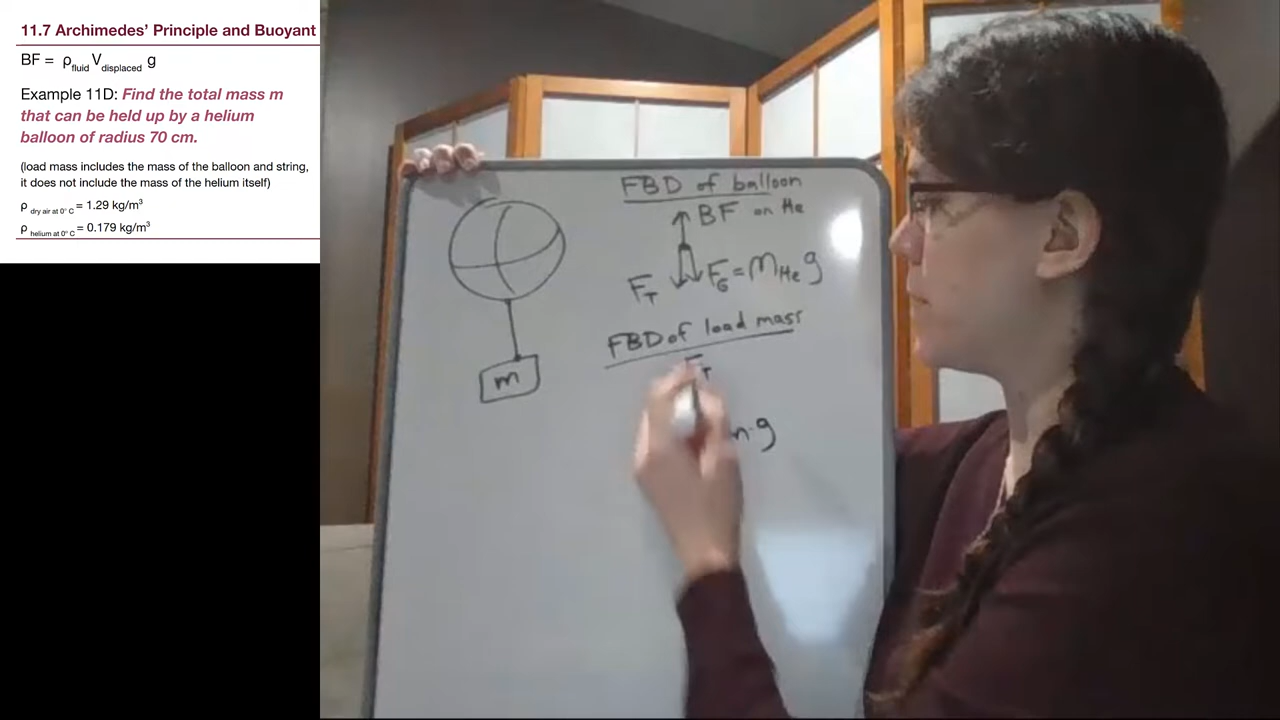 11.7 Archimedes' Principle and Buoyant
BF = ρfluid Vdisplaced g
Example 11D: Find the total mass m
that can be held up by a helium
balloon of radius 70 cm.
(load mass includes the mass of the balloon and string,
it does not include the mass of the helium itself)
ρ dry air at 0° C = 1.29 kg/m³
ρ helium at 0° C = 0.179 kg/m³
FBD of balloon
BF on He
FT FG = mHe g
FBD of load mass
FT
m·g
m